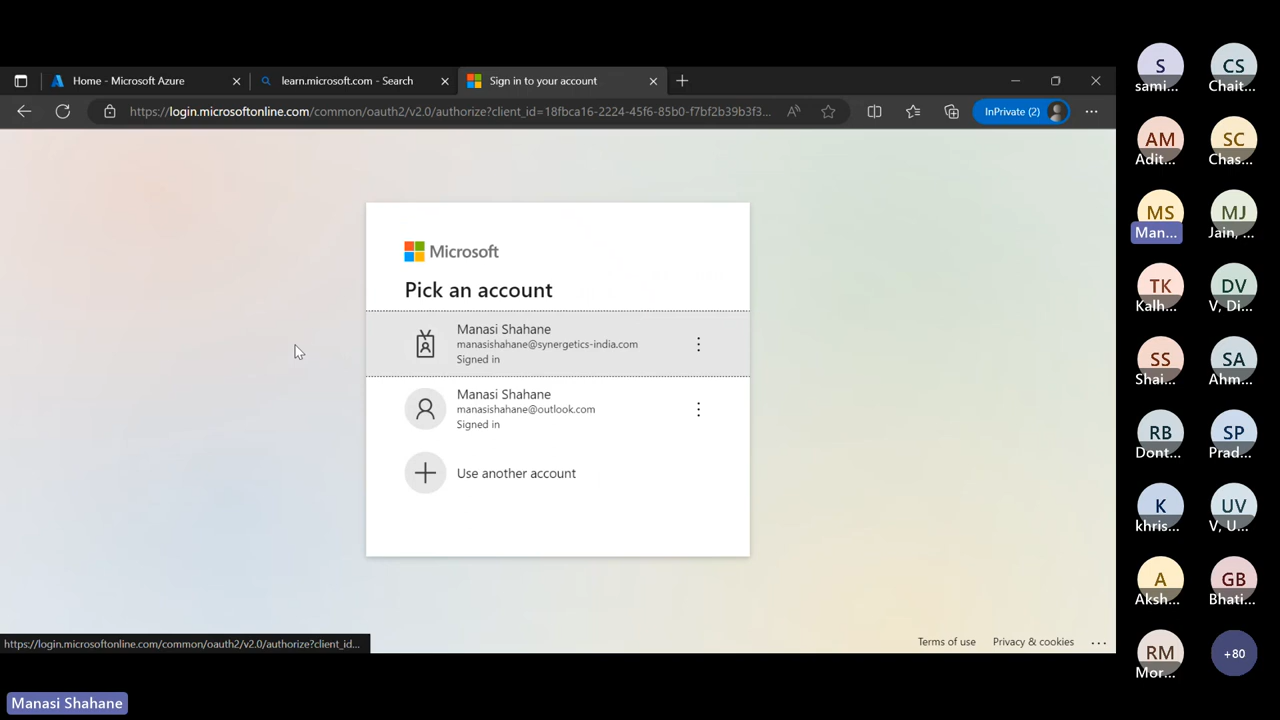 Home - Microsoft Azure
learn.microsoft.com - Search
Sign in to your account
https://login.microsoftonline.com/common/oauth2/v2.0/authorize?client_id=18fbca16-2224-45f6-85b0-f7bf2b39b3f3...
InPrivate (2)
Microsoft
Pick an account
Manasi Shahane
manasishahane@synergetics-india.com
Signed in
Manasi Shahane
manasishahane@outlook.com
Signed in
Use another account
https://login.microsoftonline.com/common/oauth2/v2.0/authorize?client_id...
Terms of use
Privacy & cookies
...
Manasi Shahane
S
sami...
CS
Chait...
AM
Adit...
SC
Chas...
MS
Man...
MJ
Jain, ...
TK
Kalh...
DV
V, Di...
SS
Shai...
SA
Ahm...
RB
Dont...
SP
Prad...
K
khris...
UV
V, U...
A
Aksh...
GB
Bhati...
RM
Mor...
+80